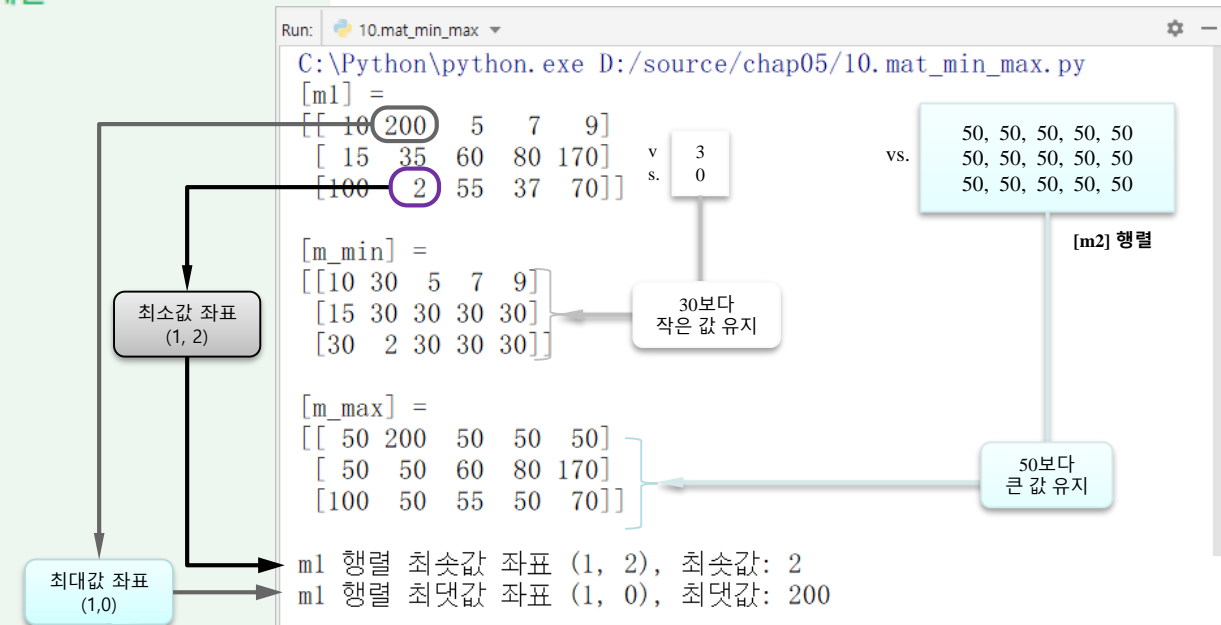 Run: 10.mat_min_max
C:\Python\python.exe D:/source/chap05/10.mat_min_max.py
[m1] =
[[ 10 200 5 7 9]
[ 15 35 60 80 170]
[100 2 55 37 70]]
v
s.
3
0
vs.
50, 50, 50, 50, 50
50, 50, 50, 50, 50
50, 50, 50, 50, 50
[m2] 행렬
[m_min] =
[[10 30 5 7 9]
[15 30 30 30 30]
[30 2 30 30 30]]
30보다
작은 값 유지
최소값 좌표
(1, 2)
[m_max] =
[[ 50 200 50 50 50]
[ 50 50 60 80 170]
[100 50 55 50 70]]
50보다
큰 값 유지
최대값 좌표
(1,0)
m1 행렬 최솟값 좌표 (1, 2), 최솟값: 2
m1 행렬 최댓값 좌표 (1, 0), 최댓값: 200